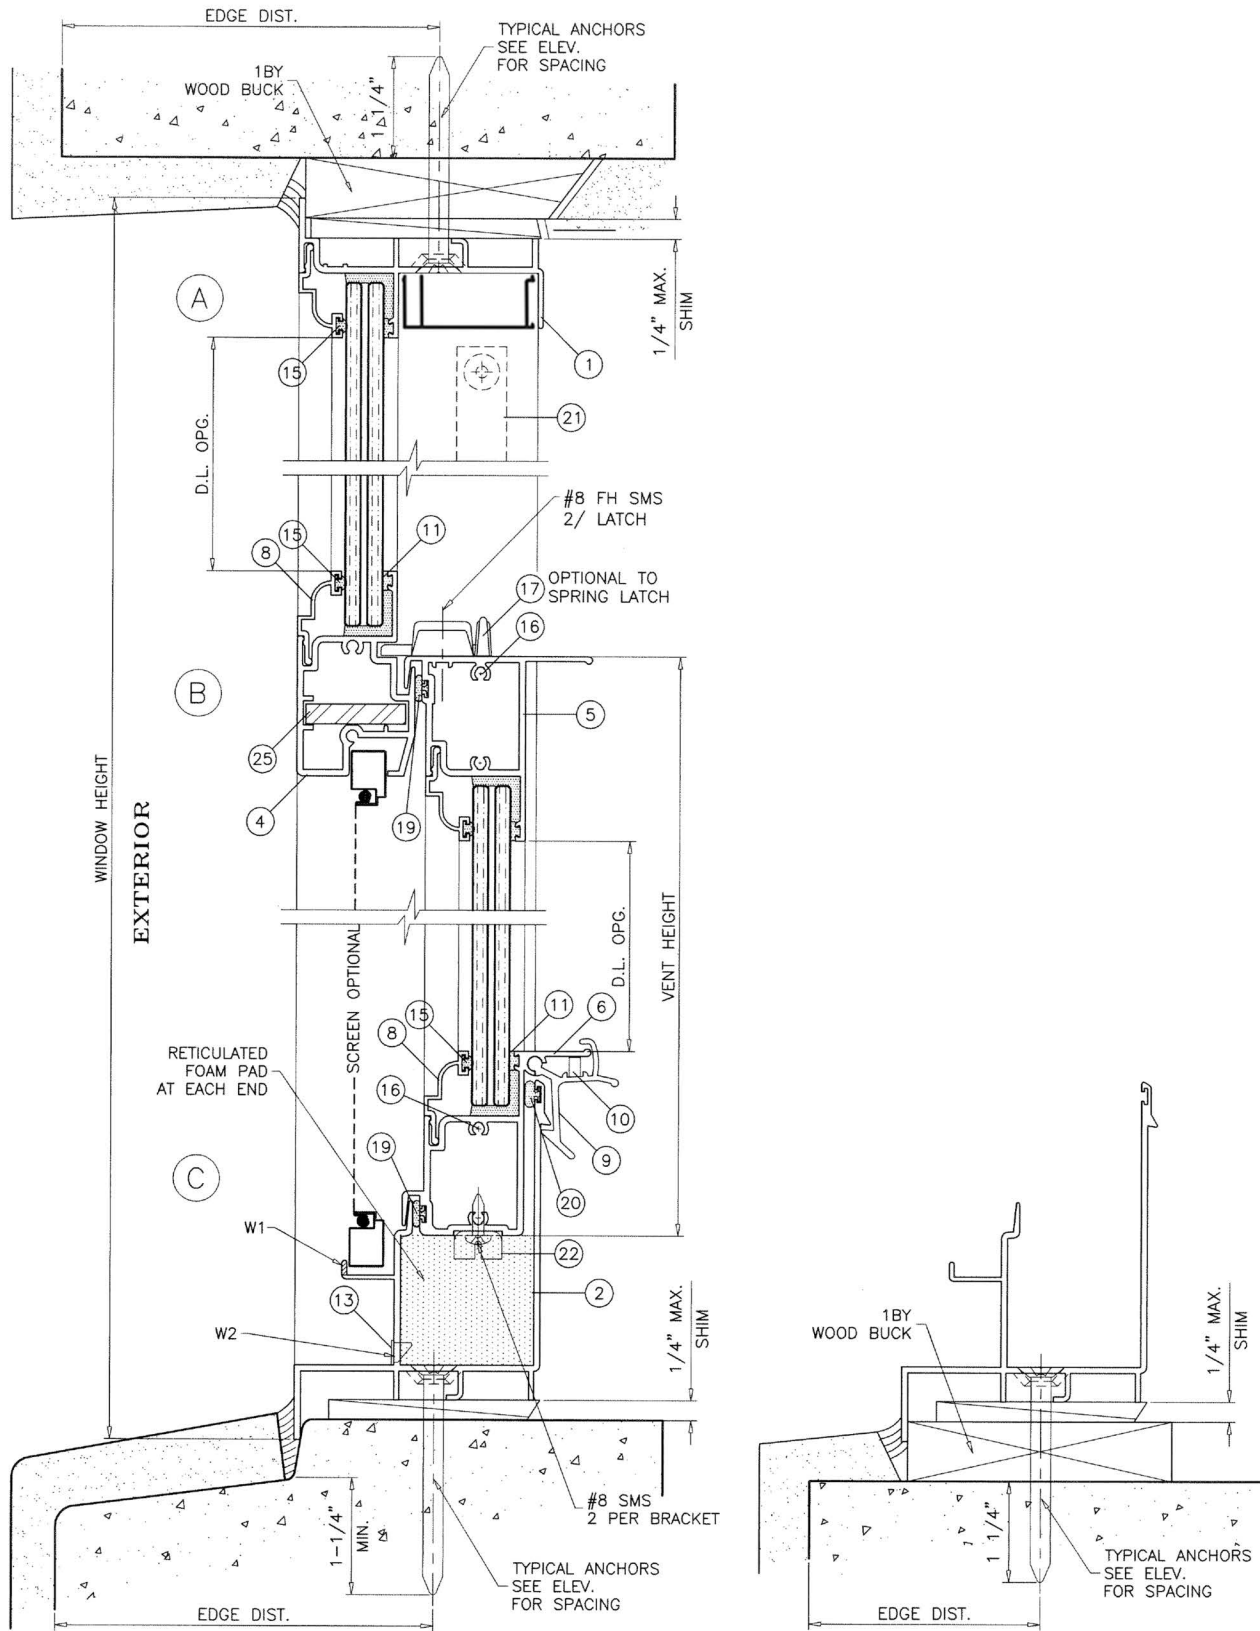 EDGE DIST.
TYPICAL ANCHORS
SEE ELEV.
FOR SPACING
1BY
WOOD BUCK
1 1/4"
A
15
1
1/4" MAX.
SHIM
21
D.L. OPG.
#8 FH SMS
2/ LATCH
15
11
8
17
OPTIONAL TO
SPRING LATCH
16
B
5
25
4
19
WINDOW HEIGHT
EXTERIOR
SCREEN OPTIONAL
D.L. OPG.
VENT HEIGHT
RETICULATED
FOAM PAD
AT EACH END
15
11
6
8
16
10
9
19
20
C
W1
22
2
13
W2
1/4" MAX.
SHIM
1-1/4"
MIN.
#8 SMS
2 PER BRACKET
TYPICAL ANCHORS
SEE ELEV.
FOR SPACING
EDGE DIST.
1BY
WOOD BUCK
1/4" MAX.
SHIM
1 1/4"
TYPICAL ANCHORS
SEE ELEV.
FOR SPACING
EDGE DIST.